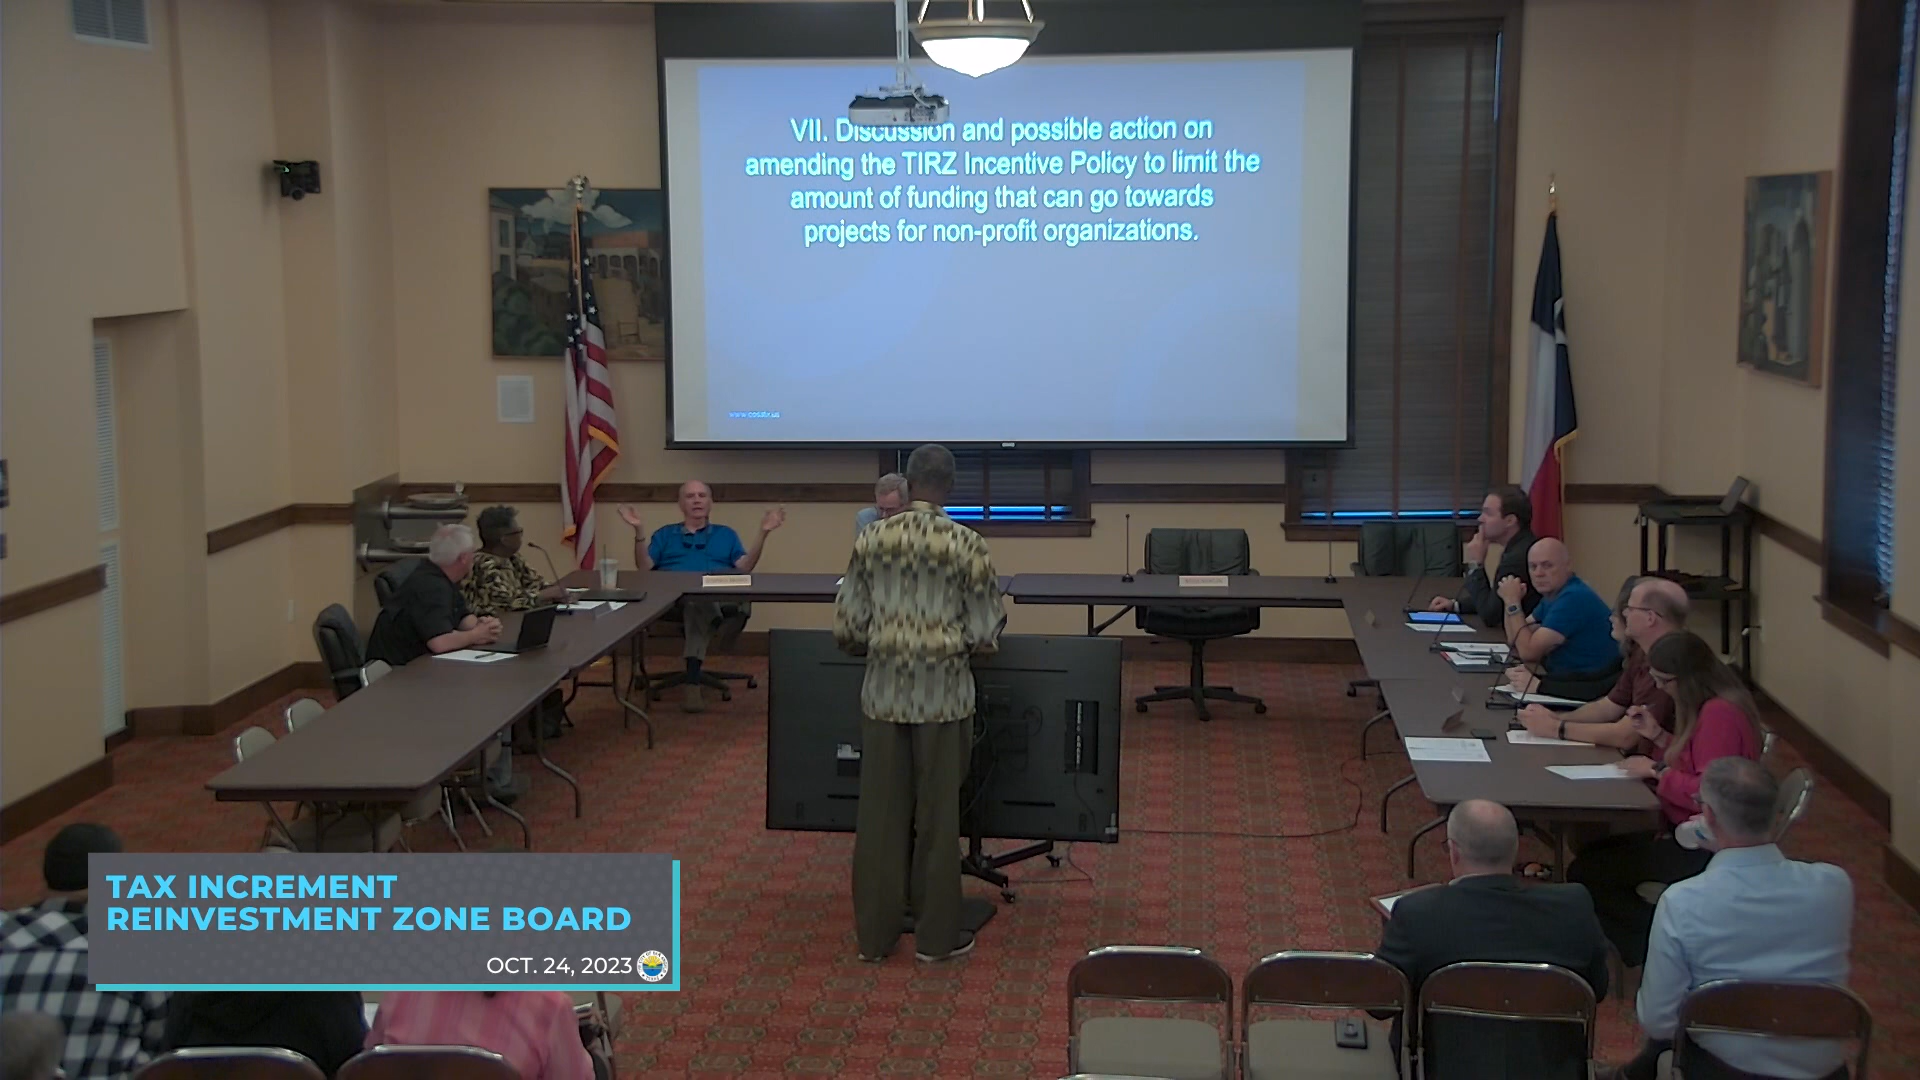 VII. Discussion and possible action on
amending the TIRZ Incentive Policy to limit the
amount of funding that can go towards
projects for non-profit organizations.
TAX INCREMENT
REINVESTMENT ZONE BOARD
OCT. 24, 2023